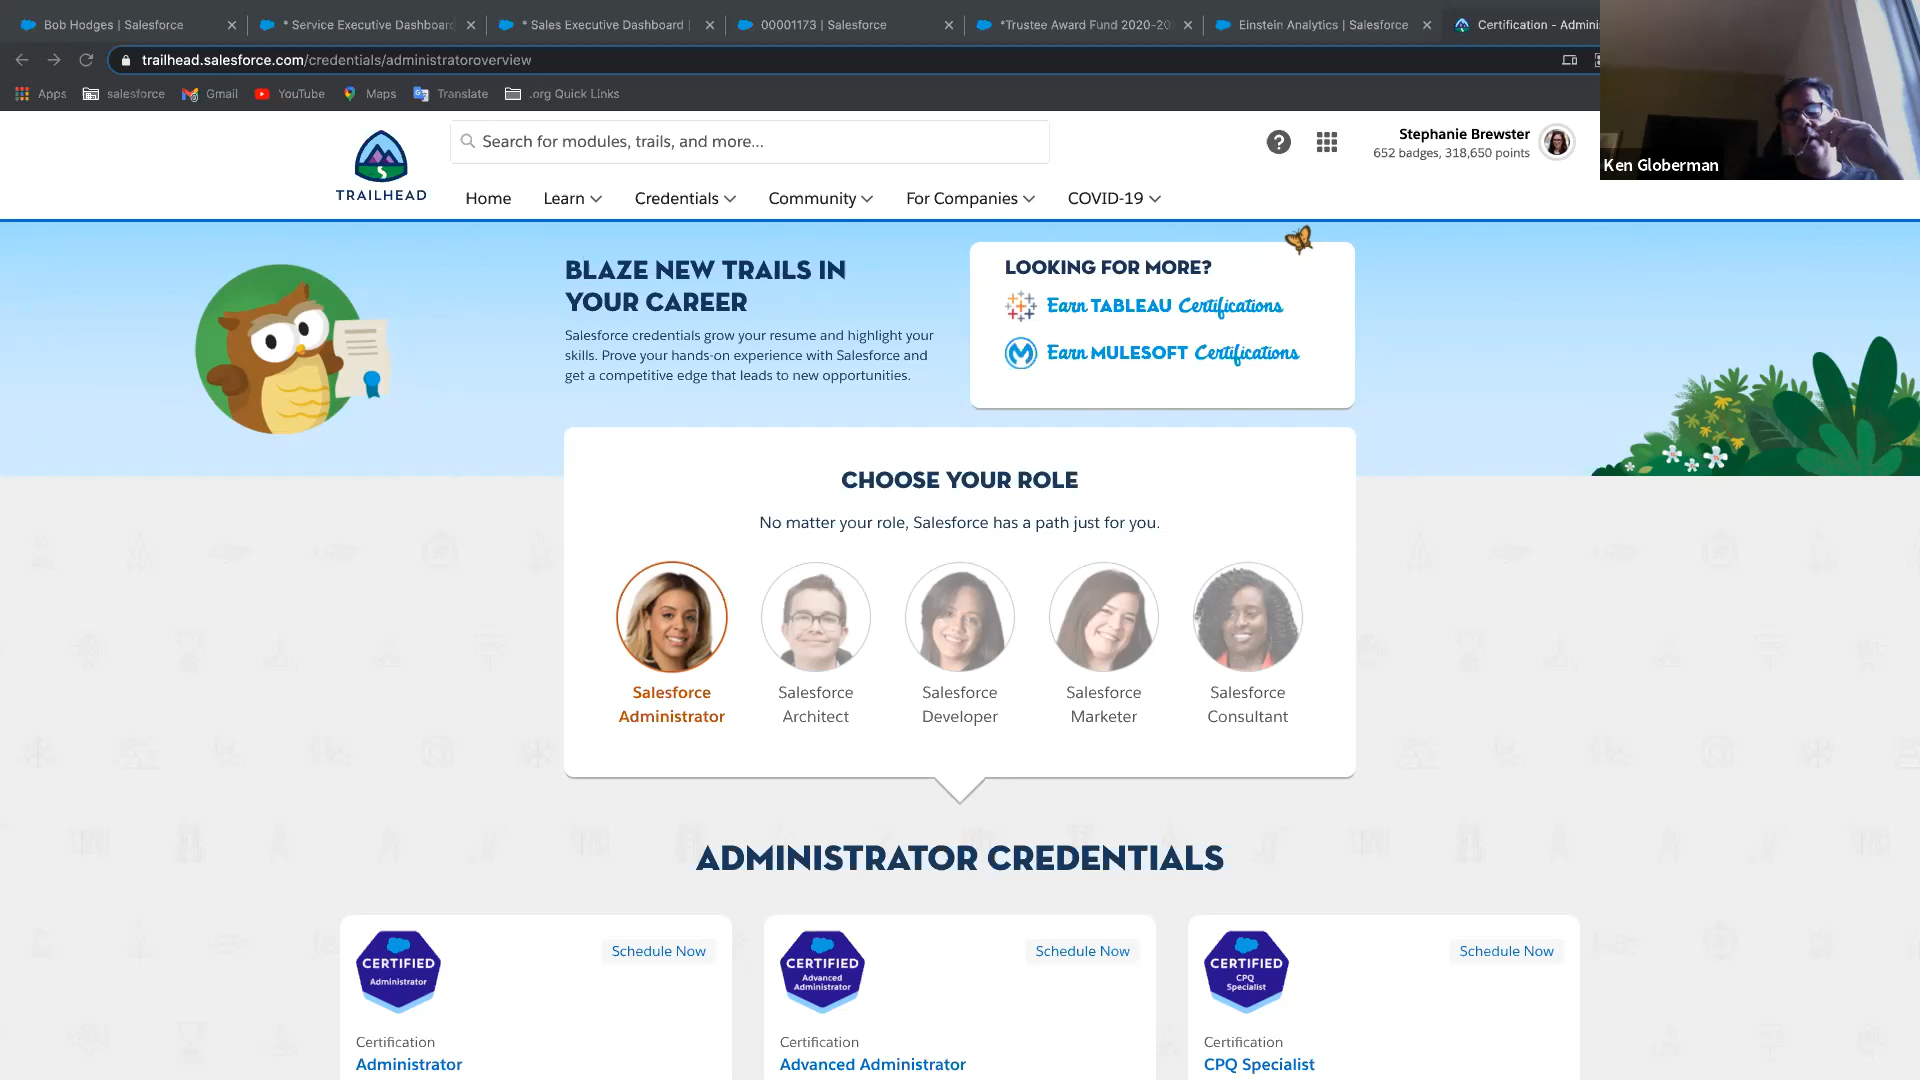 Bob Hodges | Salesforce
* Service Executive Dashboard
* Sales Executive Dashboard |
00001173 | Salesforce
*Trustee Award Fund 2020-20
Einstein Analytics | Salesforce
Certification - Admini
trailhead.salesforce.com/credentials/administratoroverview
Apps
salesforce
Gmail
YouTube
Maps
Translate
.org Quick Links
TRAILHEAD
Search for modules, trails, and more...
?
Stephanie Brewster
652 badges, 318,650 points
Ken Globerman
Home
Learn
Credentials
Community
For Companies
COVID-19
BLAZE NEW TRAILS IN
YOUR CAREER
Salesforce credentials grow your resume and highlight your
skills. Prove your hands-on experience with Salesforce and
get a competitive edge that leads to new opportunities.
LOOKING FOR MORE?
Earn TABLEAU Certifications
Earn MULESOFT Certifications
CHOOSE YOUR ROLE
No matter your role, Salesforce has a path just for you.
Salesforce
Administrator
Salesforce
Architect
Salesforce
Developer
Salesforce
Marketer
Salesforce
Consultant
ADMINISTRATOR CREDENTIALS
CERTIFIED
Administrator
Schedule Now
Certification
Administrator
CERTIFIED
Advanced
Administrator
Schedule Now
Certification
Advanced Administrator
CERTIFIED
CPQ
Specialist
Schedule Now
Certification
CPQ Specialist